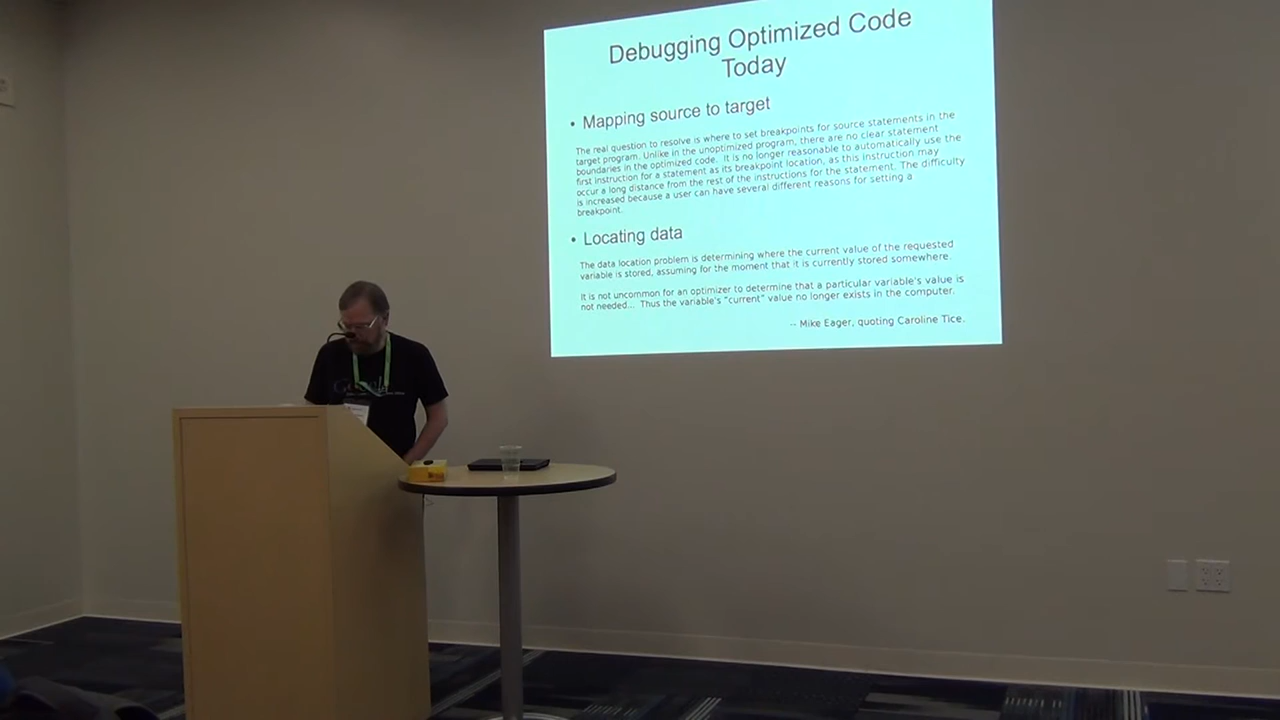 Debugging Optimized Code
Today
• Mapping source to target
The real question to resolve is where to set breakpoints for source statements in the
target program. Unlike in the unoptimized program, there are no clear statement
boundaries in the optimized code. It is no longer reasonable to automatically use the
first instruction for a statement as its breakpoint location, as this instruction may
occur a long distance from the rest of the instructions for the statement. The difficulty
is increased because a user can have several different reasons for setting a
breakpoint.
• Locating data
The data location problem is determining where the current value of the requested
variable is stored, assuming for the moment that it is currently stored somewhere.
It is not uncommon for an optimizer to determine that a particular variable's value is
not needed... Thus the variable's "current" value no longer exists in the computer.
-- Mike Eager, quoting Caroline Tice.
Google